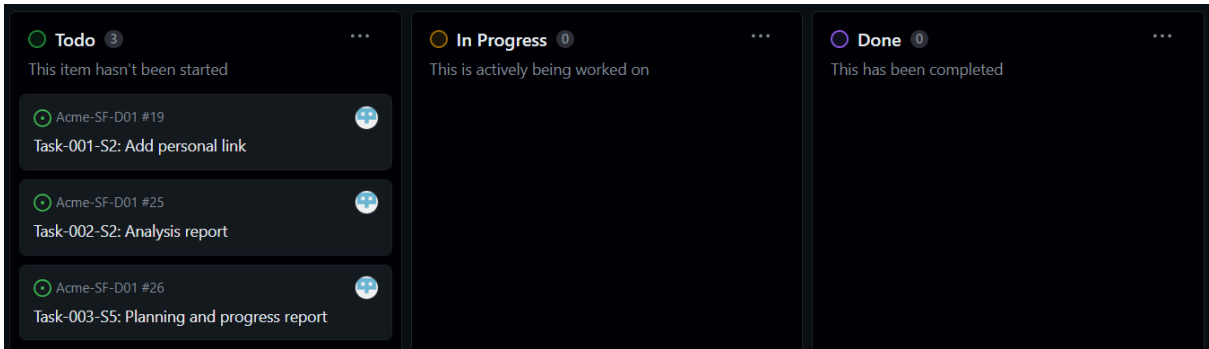 Todo 3
This item hasn't been started
Acme-SF-D01 #19
Task-001-S2: Add personal link
Acme-SF-D01 #25
Task-002-S2: Analysis report
Acme-SF-D01 #26
Task-003-S5: Planning and progress report
In Progress 0
This is actively being worked on
Done 0
This has been completed